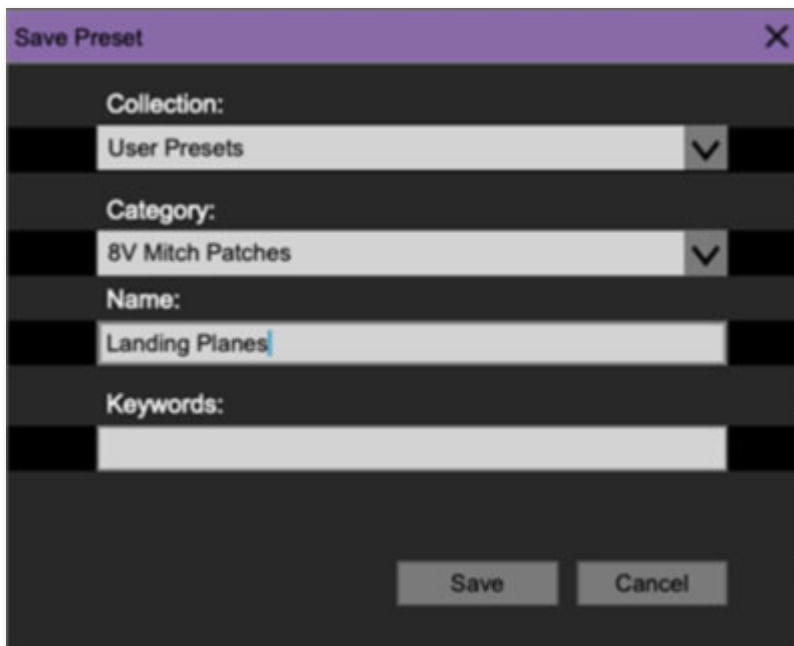 Save Preset
Collection:
User Presets
Category:
8V Mitch Patches
Name:
Landing Planes
Keywords:
Save Cancel